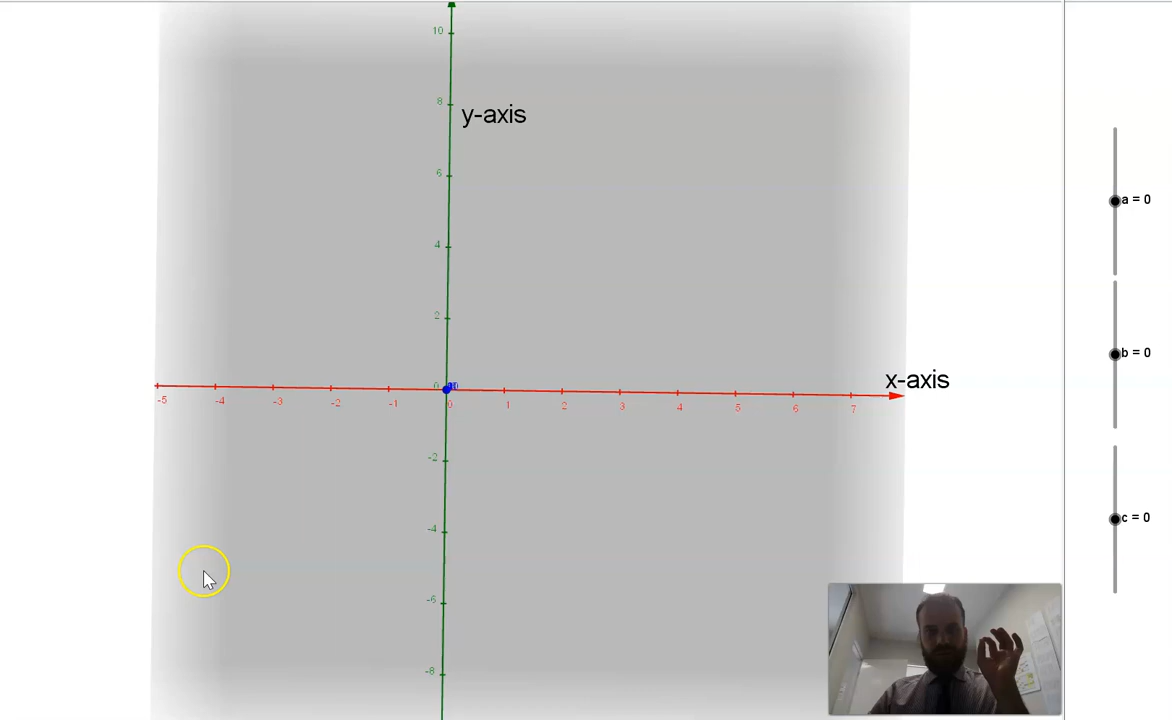 10
8
y-axis
6
a = 0
4
2
b = 0
0
x-axis
-5 -4 -3 -2 -1 0 1 2 3 4 5 6 7
-2
c = 0
-4
-6
-8